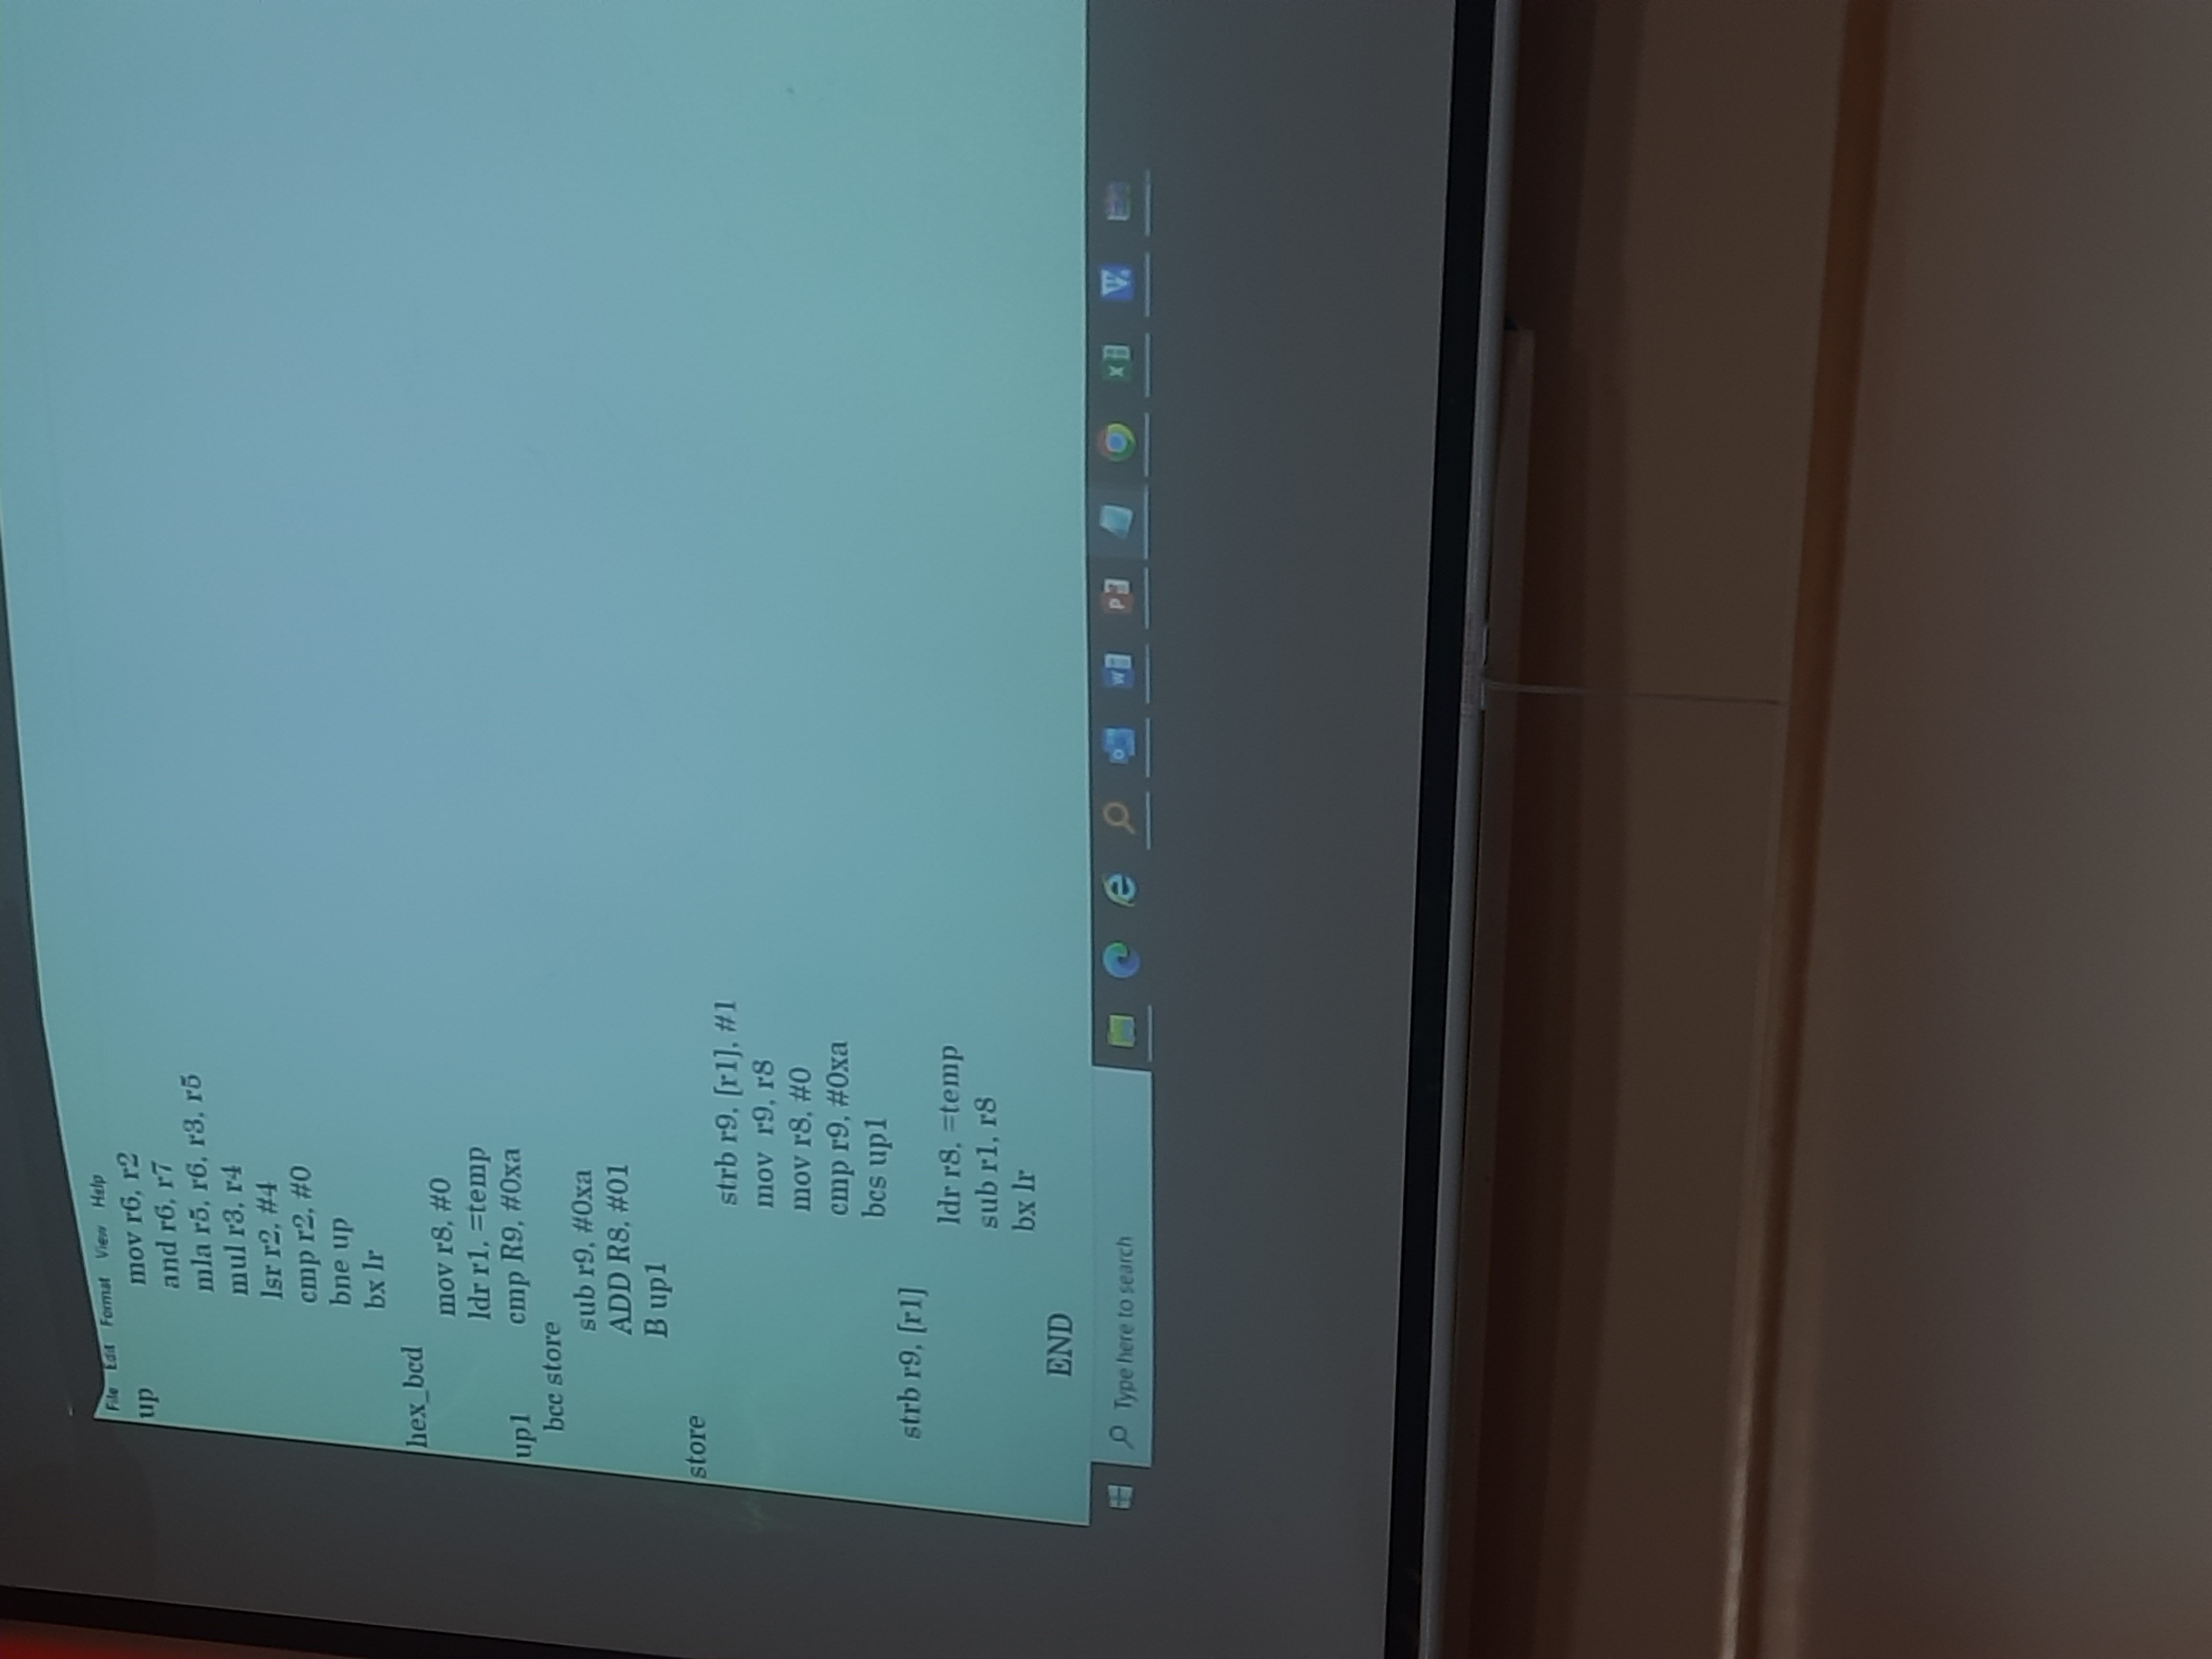 File Edit Format View Help
up mov r6, r2
and r6, r7
mla r5, r6, r3, r5
mul r3, r4
lsr r2, #4
cmp r2, #0
bne up
bx lr
hex_bcd
mov r8, #0
ldr r1, =temp
up1 cmp R9, #0xa
bcc store
sub r9, #0xa
ADD R8, #01
B up1
store
strb r9, [r1], #1
mov r9, r8
mov r8, #0
cmp r9, #0xa
bcs up1
strb r9, [r1]
ldr r8, =temp
sub r1, r8
bx lr
END
Type here to search